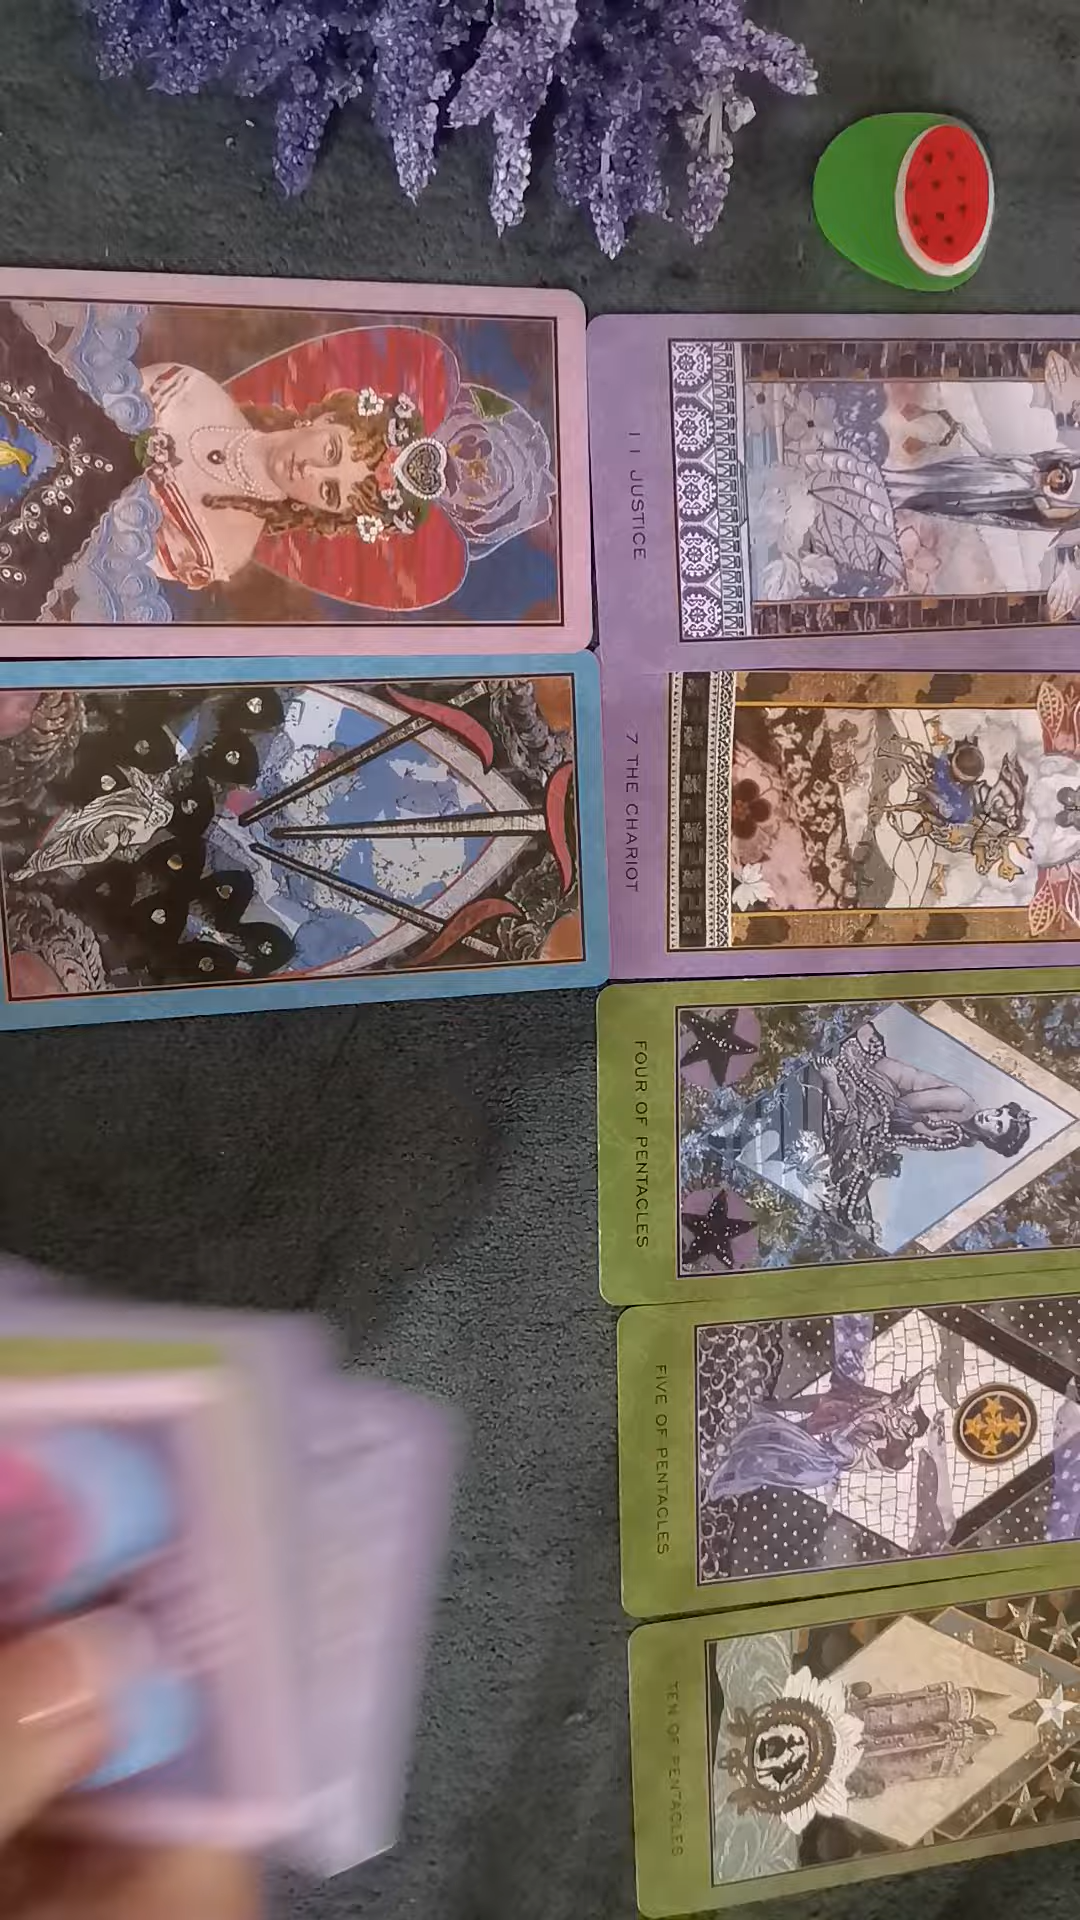 11 JUSTICE
7 THE CHARIOT
FOUR OF PENTACLES
FIVE OF PENTACLES
TEN OF PENTACLES